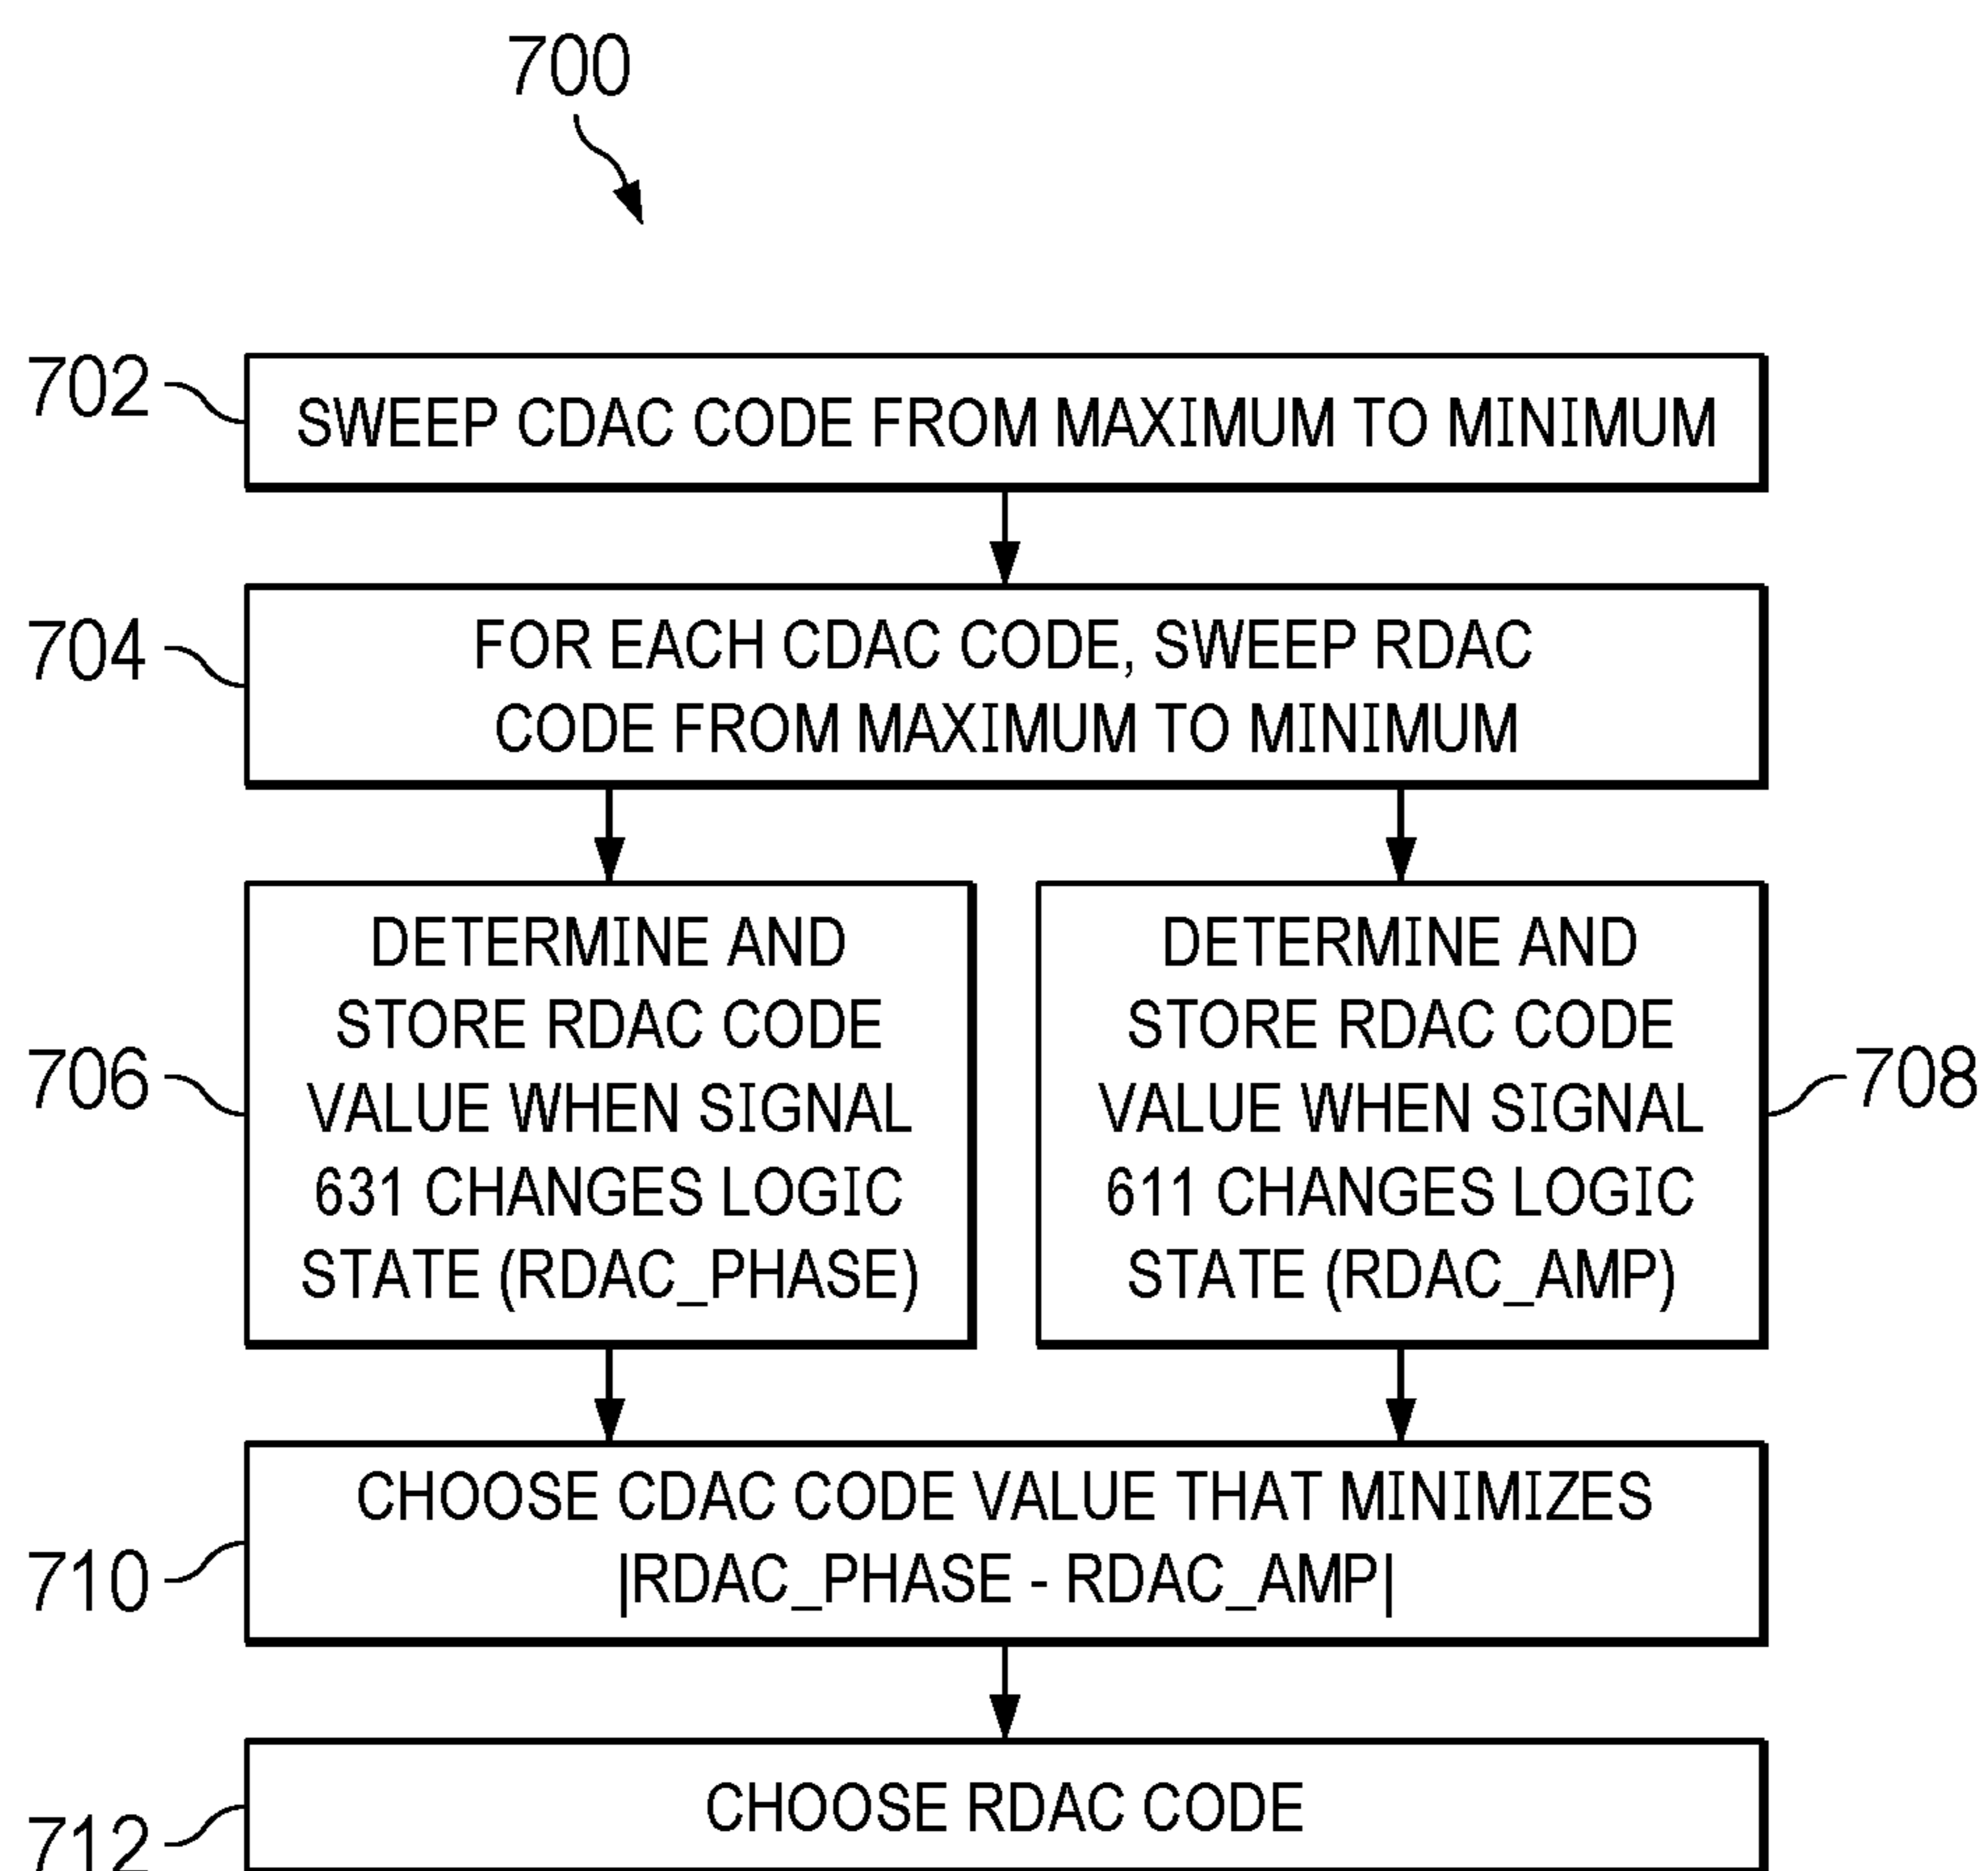 700
702
SWEEP CDAC CODE FROM MAXIMUM TO MINIMUM
704
FOR EACH CDAC CODE, SWEEP RDAC
CODE FROM MAXIMUM TO MINIMUM
706
DETERMINE AND
STORE RDAC CODE
VALUE WHEN SIGNAL
631 CHANGES LOGIC
STATE (RDAC_PHASE)
DETERMINE AND
STORE RDAC CODE
VALUE WHEN SIGNAL
611 CHANGES LOGIC
STATE (RDAC_AMP)
708
710
CHOOSE CDAC CODE VALUE THAT MINIMIZES
|RDAC_PHASE - RDAC_AMP|
712
CHOOSE RDAC CODE